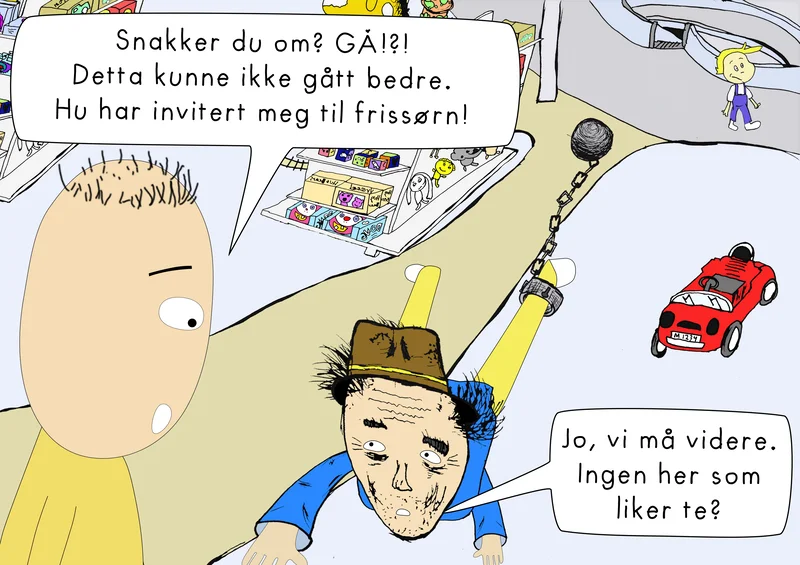 Snakker du om? GÅ!?!
Detta kunne ikke gått bedre.
Hu har invitert meg til frissørn!
Jo, vi må videre.
Ingen her som
liker te?
M 1234